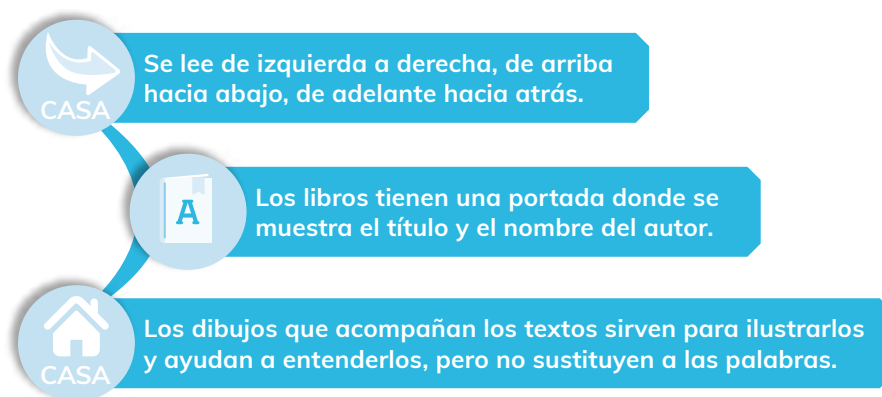 CASA
Se lee de izquierda a derecha, de arriba
hacia abajo, de adelante hacia atrás.
A
Los libros tienen una portada donde se
muestra el título y el nombre del autor.
CASA
Los dibujos que acompañan los textos sirven para ilustrarlos
y ayudan a entenderlos, pero no sustituyen a las palabras.